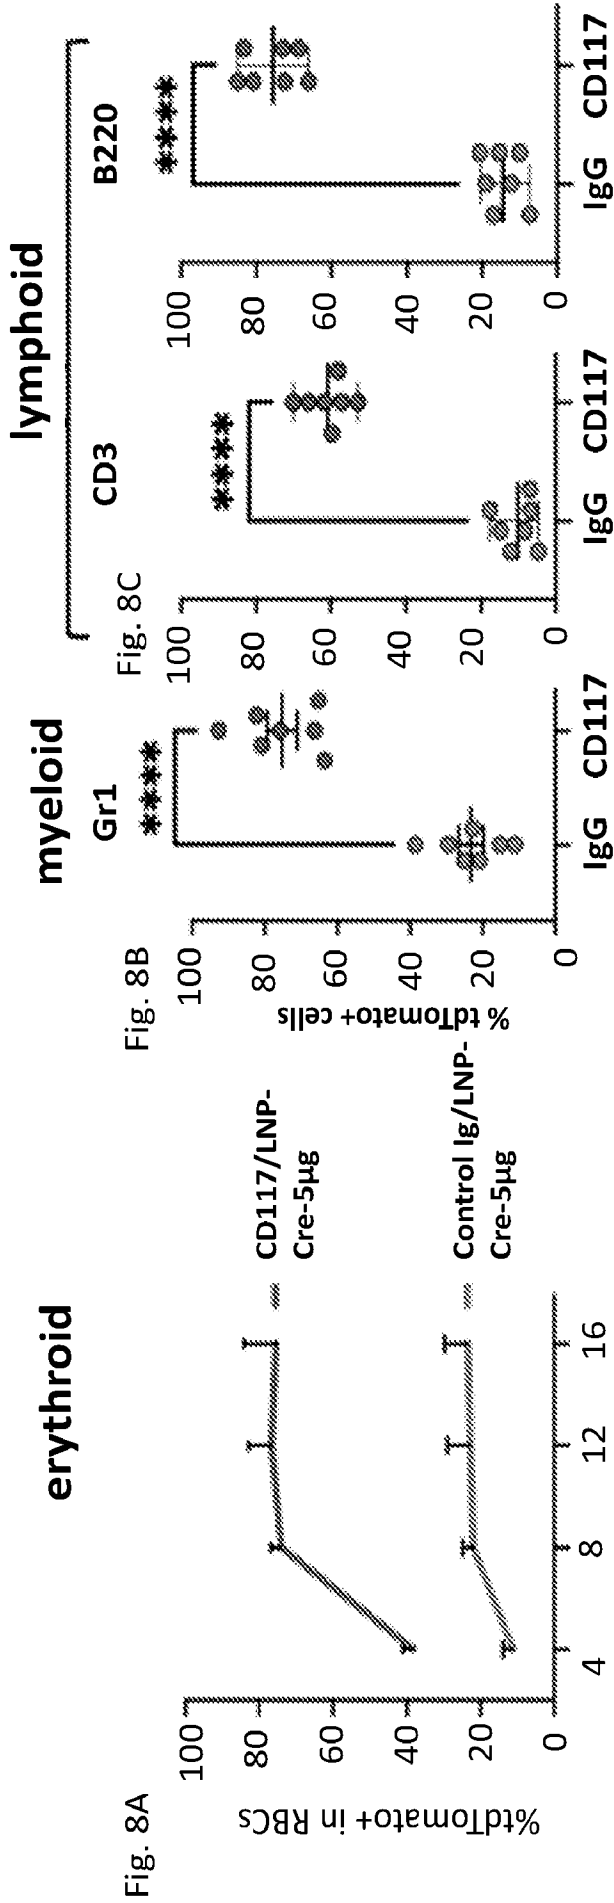 erythroid
Fig. 8A
%tdTomato+ in RBCs
100
80
60
40
20
0
4
8
12
16
CD117/LNP-
Cre-5µg
Control Ig/LNP-
Cre-5µg
myeloid
Fig. 8B
Gr1
****
% tdTomato+ cells
100
80
60
40
20
0
IgG
CD117
lymphoid
Fig. 8C
CD3
****
100
80
60
40
20
0
IgG
CD117
B220
****
100
80
60
40
20
0
IgG
CD117